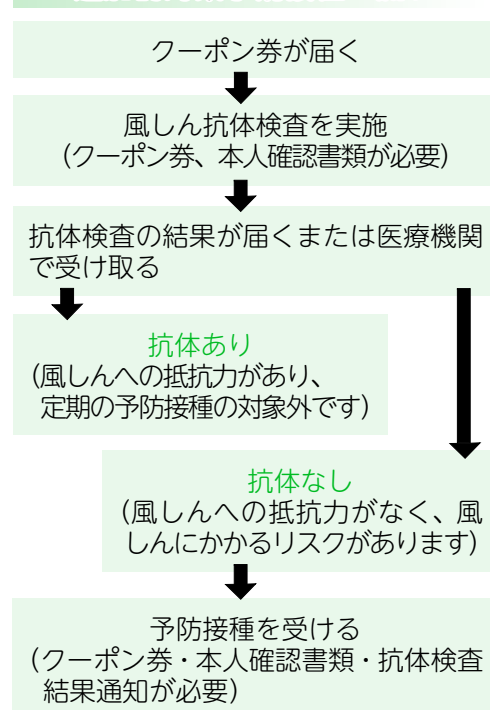 クーポン券が届く
風しん抗体検査を実施
(クーポン券、本人確認書類が必要)
抗体検査の結果が届くまたは医療機関
で受け取る
抗体あり
(風しんへの抵抗力があり、
定期の予防接種の対象外です)
抗体なし
(風しんへの抵抗力がなく、風
しんにかかるリスクがあります)
予防接種を受ける
(クーポン券・本人確認書類・抗体検査
結果通知が必要)